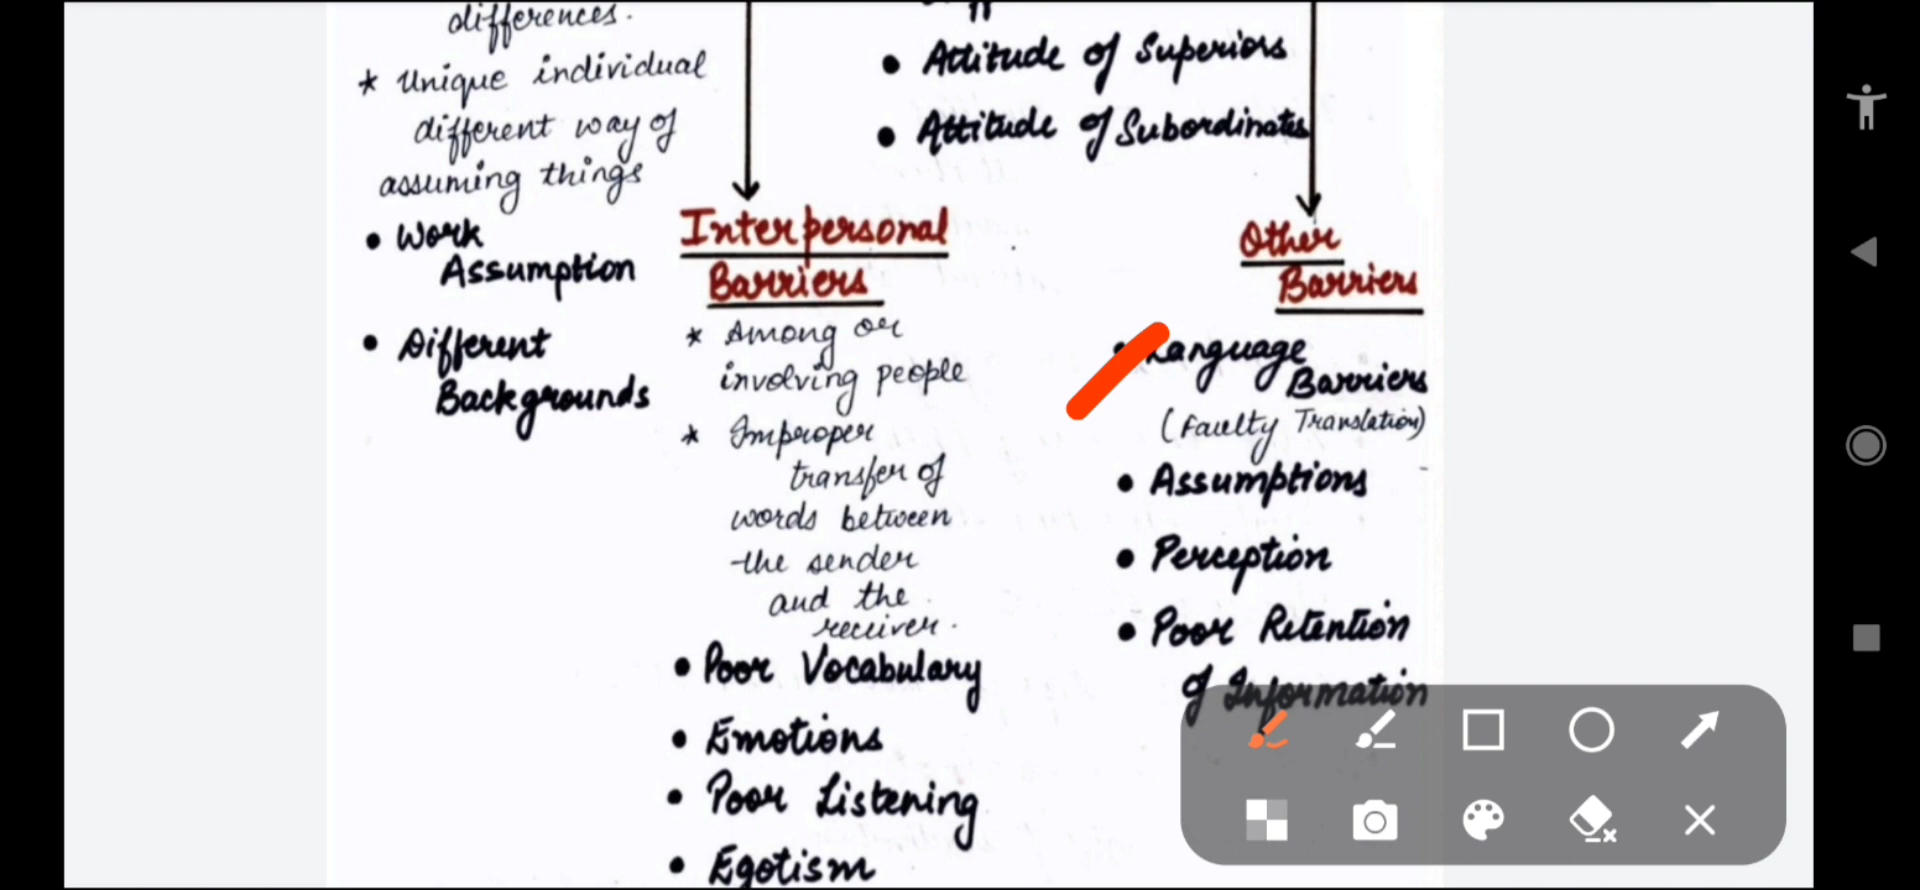 differences.
* Unique individual
different way of
assuming things
• Work
Assumption
• Different
Backgrounds
• Attitude of Superiors
• Attitude of Subordinates
Interpersonal
Barriers
* Among or
involving people
* Improper
transfer of
words between
the sender
and the
receiver.
• Poor Vocabulary
• Emotions
• Poor Listening
• Egotism
Other
Barriers
• Language
Barriers
(Faulty Translation)
• Assumptions
• Perception
• Poor Retention
of Information